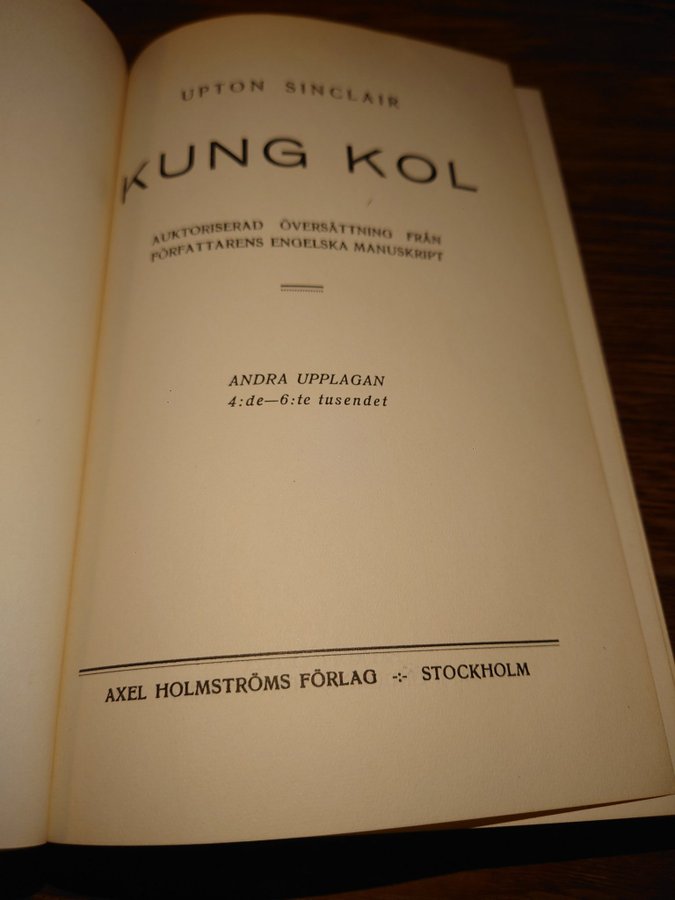 UPTON SINCLAIR
KUNG KOL
AUKTORISERAD ÖVERSÄTTNING FRÅN
FÖRFATTARENS ENGELSKA MANUSKRIPT
ANDRA UPPLAGAN
4:de—6:te tusendet
AXEL HOLMSTRÖMS FÖRLAG -:- STOCKHOLM